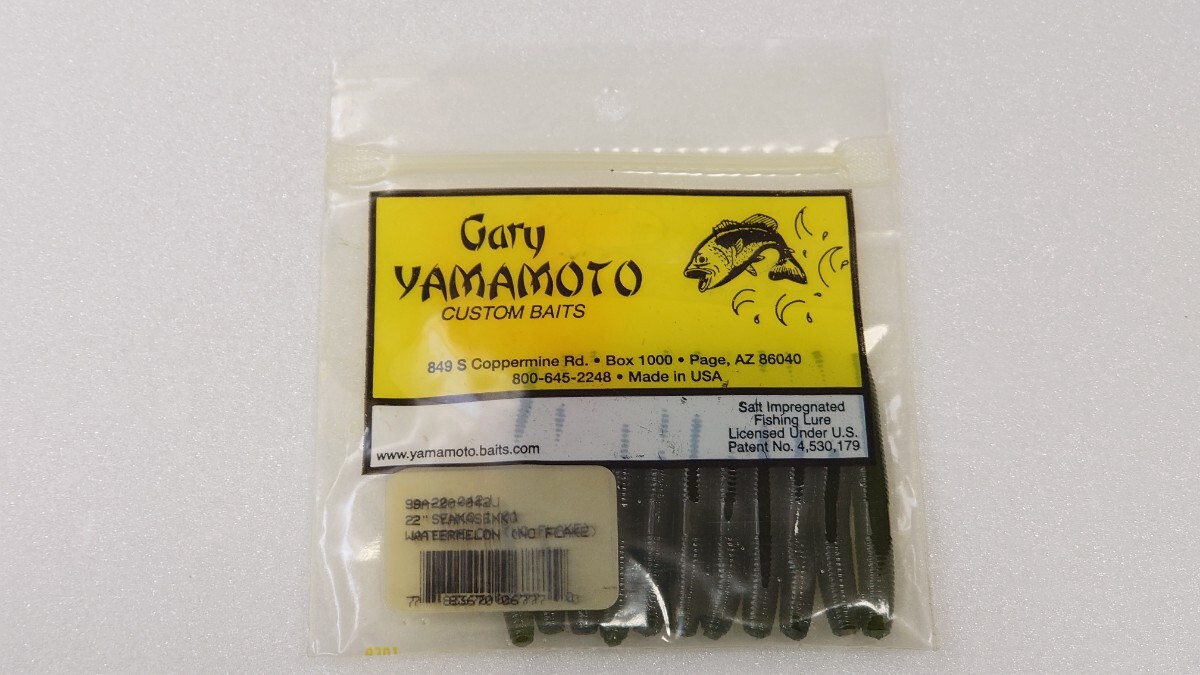 Gary
YAMAMOTO
CUSTOM BAITS
849 S Coppermine Rd. • Box 1000 • Page, AZ 86040
800-645-2248 • Made in USA
Salt Impregnated
Fishing Lure
Licensed Under U.S.
Patent No. 4,530,179
www.yamamoto.baits.com
2"
WATERMELON (NO FLAKE)